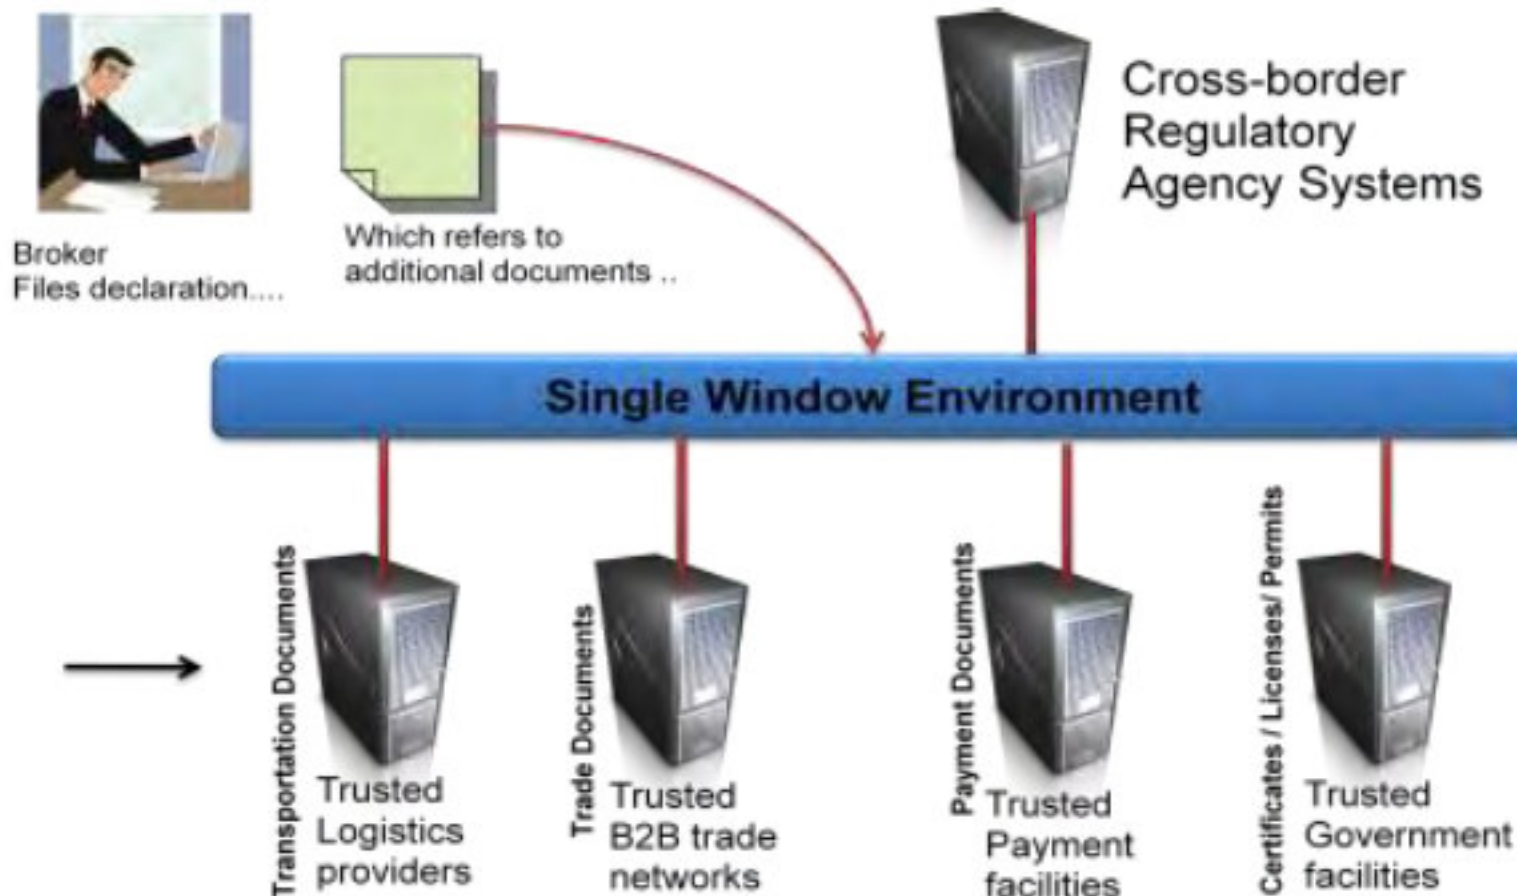 Cross-border
Regulatory
Agency Systems
Broker
Files declaration....
Which refers to
additional documents ..
Single Window Environment
Transportation Documents
Trusted
Logistics
providers
Trade Documents
Trusted
B2B trade
networks
Payment Documents
Trusted
Payment
facilities
Certificates / Licenses/ Permits
Trusted
Government
facilities